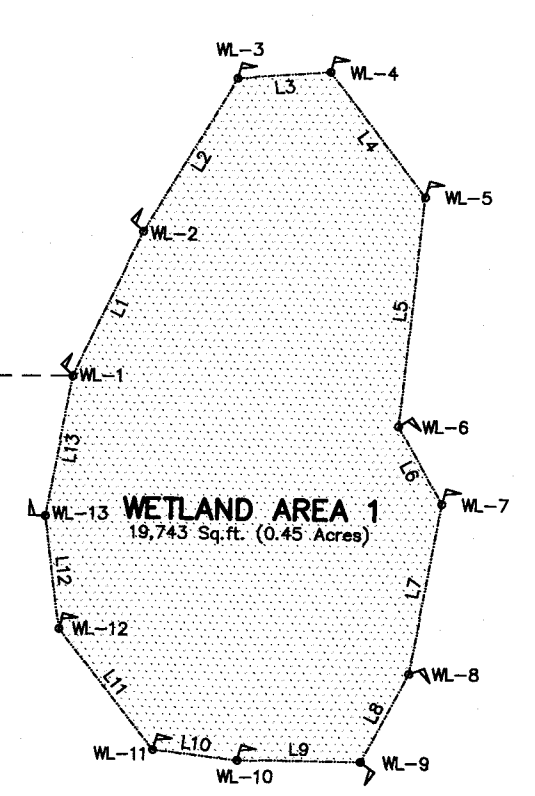 WL-3
WL-4
L3
L4
L2
WL-5
WL-2
L1
L5
WL-1
WL-6
L13
L6
WL-13
WETLAND AREA 1
WL-7
19,743 Sq.ft. (0.45 Acres)
L12
L7
WL-12
L11
WL-8
L8
WL-11
L10
L9
WL-10
WL-9